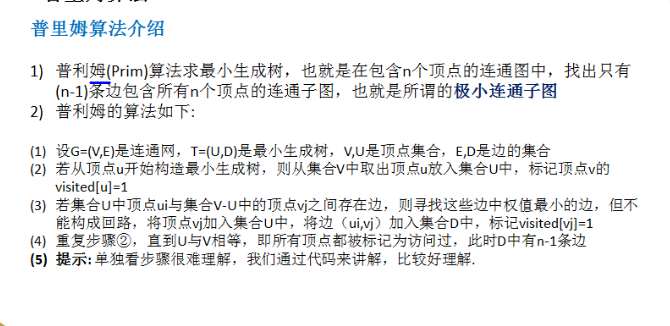 普里姆算法介绍
1) 普利姆(Prim)算法求最小生成树，也就是在包含n个顶点的连通图中，找出只有
(n-1)条边包含所有n个顶点的连通子图，也就是所谓的极小连通子图
2) 普利姆的算法如下:
(1) 设G=(V,E)是连通网，T=(U,D)是最小生成树，V,U是顶点集合，E,D是边的集合
(2) 若从顶点u开始构造最小生成树，则从集合V中取出顶点u放入集合U中，标记顶点v的
visited[u]=1
(3) 若集合U中顶点ui与集合V-U中的顶点vj之间存在边，则寻找这些边中权值最小的边，但不
能构成回路，将顶点vj加入集合U中，将边（ui,vj）加入集合D中，标记visited[vj]=1
(4) 重复步骤②，直到U与V相等，即所有顶点都被标记为访问过，此时D中有n-1条边
(5) 提示: 单独看步骤很难理解，我们通过代码来讲解，比较好理解.